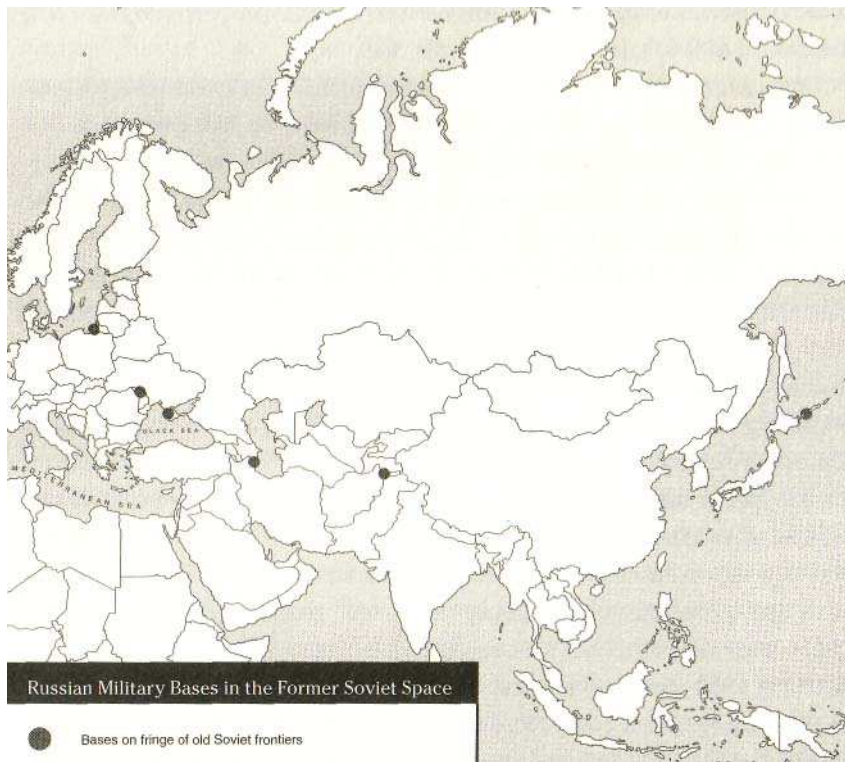 BLACK SEA
MEDITERRANEAN SEA
Russian Military Bases in the Former Soviet Space
Bases on fringe of old Soviet frontiers